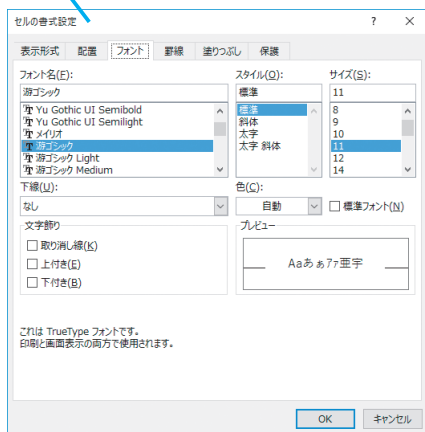 セルの書式設定 ? ×
表示形式 配置 フォント 罫線 塗りつぶし 保護
フォント名(F): スタイル(O): サイズ(S):
游ゴシック 標準 11
Yu Gothic UI Semibold 標準 8
Yu Gothic UI Semilight 斜体 9
メイリオ 太字 10
游ゴシック 太字 斜体 11
游ゴシック Light 12
游ゴシック Medium 14
下線(U): 色(C):
なし 自動 標準フォント(N)
文字飾り プレビュー
取り消し線(K)
上付き(E) Aaあぁアァ亜宇
下付き(B)
これは TrueType フォントです。
印刷と画面表示の両方で使用されます。
OK キャンセル